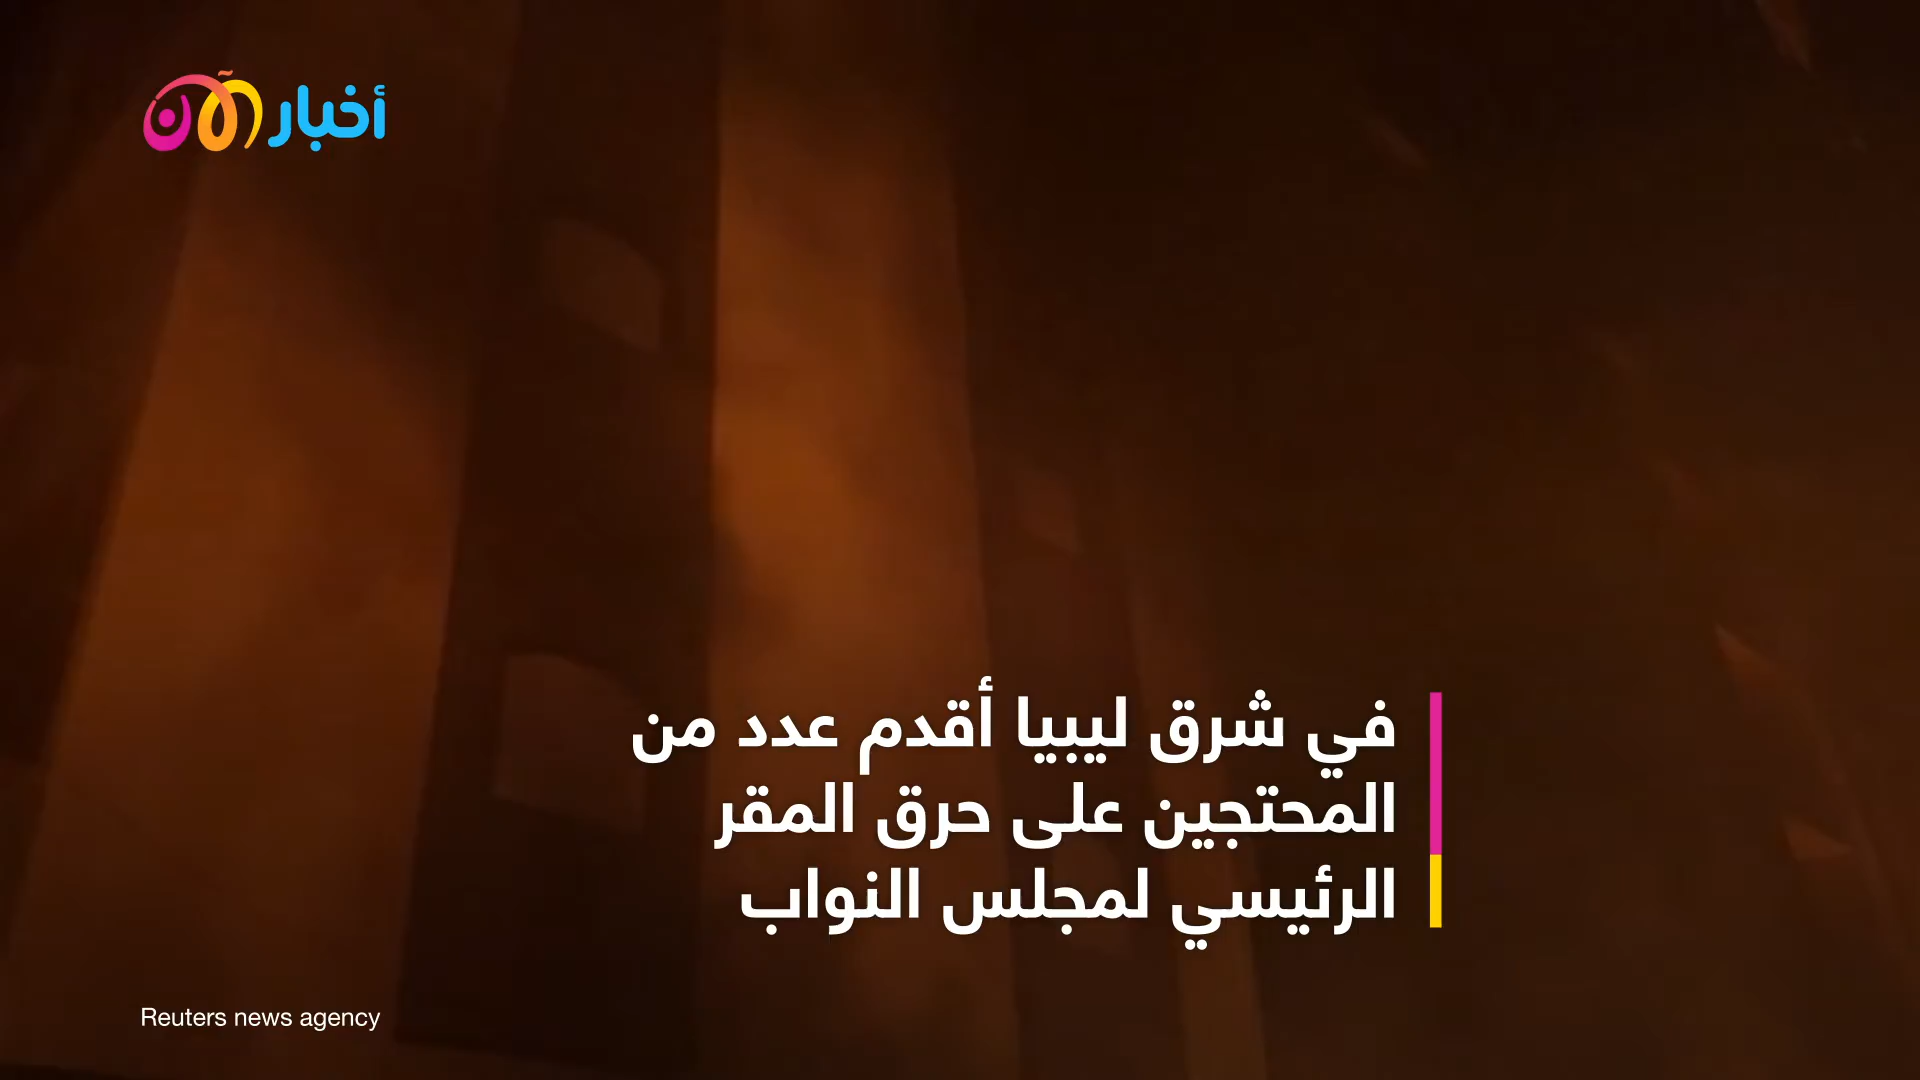 أخبار الآن
في شرق ليبيا أقدم عدد من
المحتجين على حرق المقر
الرئيسي لمجلس النواب
Reuters news agency